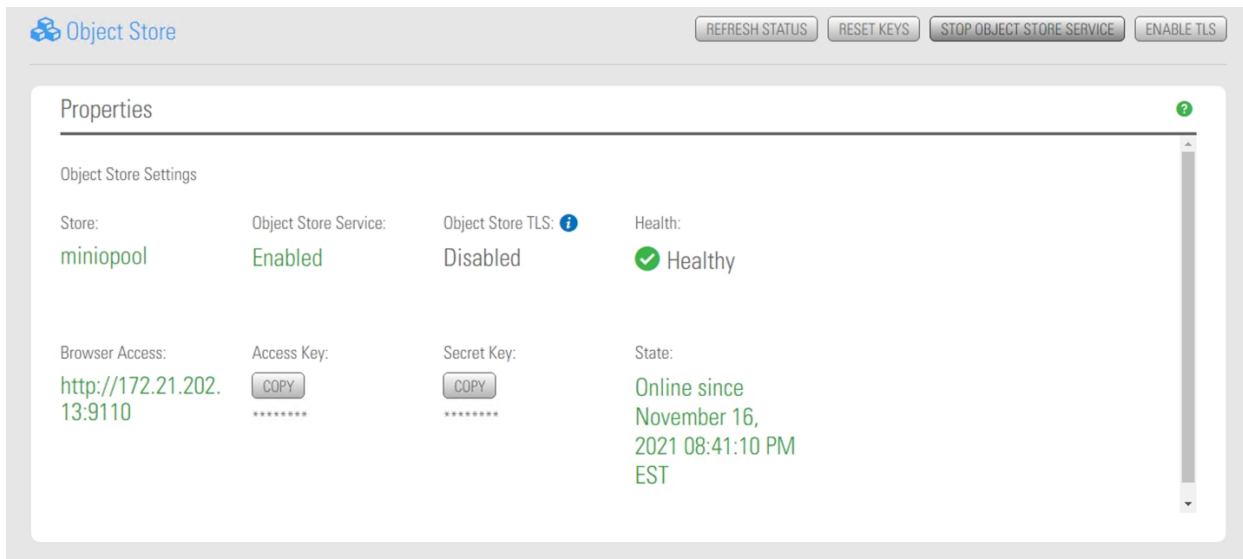 Object Store
REFRESH STATUS RESET KEYS STOP OBJECT STORE SERVICE ENABLE TLS
Properties
Object Store Settings
Store: Object Store Service: Object Store TLS: Health:
miniopool Enabled Disabled Healthy
Browser Access: Access Key: Secret Key: State:
http://172.21.202.
13:9110
COPY
********
COPY
********
Online since
November 16,
2021 08:41:10 PM
EST